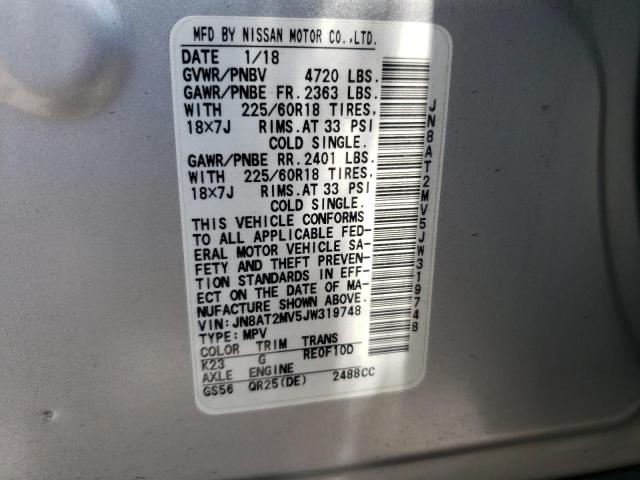 MFD BY NISSAN MOTOR CO.,LTD.
DATE 1/18
GVWR/PNBV 4720 LBS.
GAWR/PNBE FR. 2363 LBS.
WITH 225/60R18 TIRES,
18×7J RIMS. AT 33 PSI
COLD SINGLE.
GAWR/PNBE RR. 2401 LBS.
WITH 225/60R18 TIRES,
18×7J RIMS. AT 33 PSI
COLD SINGLE.
THIS VEHICLE CONFORMS
TO ALL APPLICABLE FED-
ERAL MOTOR VEHICLE SA-
FETY AND THEFT PREVEN-
TION STANDARDS IN EFF-
ECT ON THE DATE OF MA-
NUFACTURE SHOWN ABOVE.
VIN: JN8AT2MV5JW319748
TYPE: MPV
COLOR TRIM TRANS
K23 G RE0F10D
AXLE ENGINE
GS56 QR25(DE) 2488CC
JN8AT2MV5JW319748